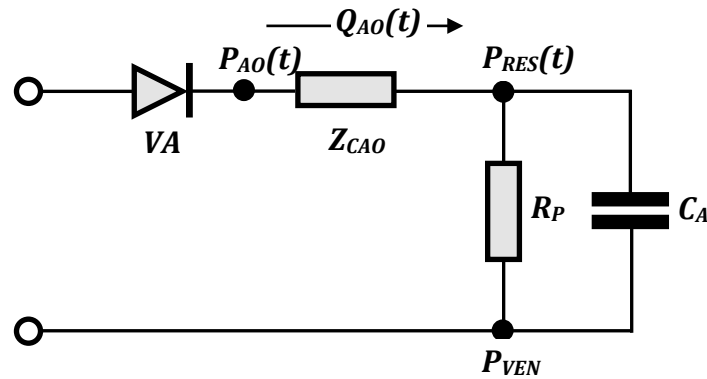 Q_AO(t)
P_AO(t)
P_RES(t)
VA
Z_CAO
R_P
C_A
P_VEN